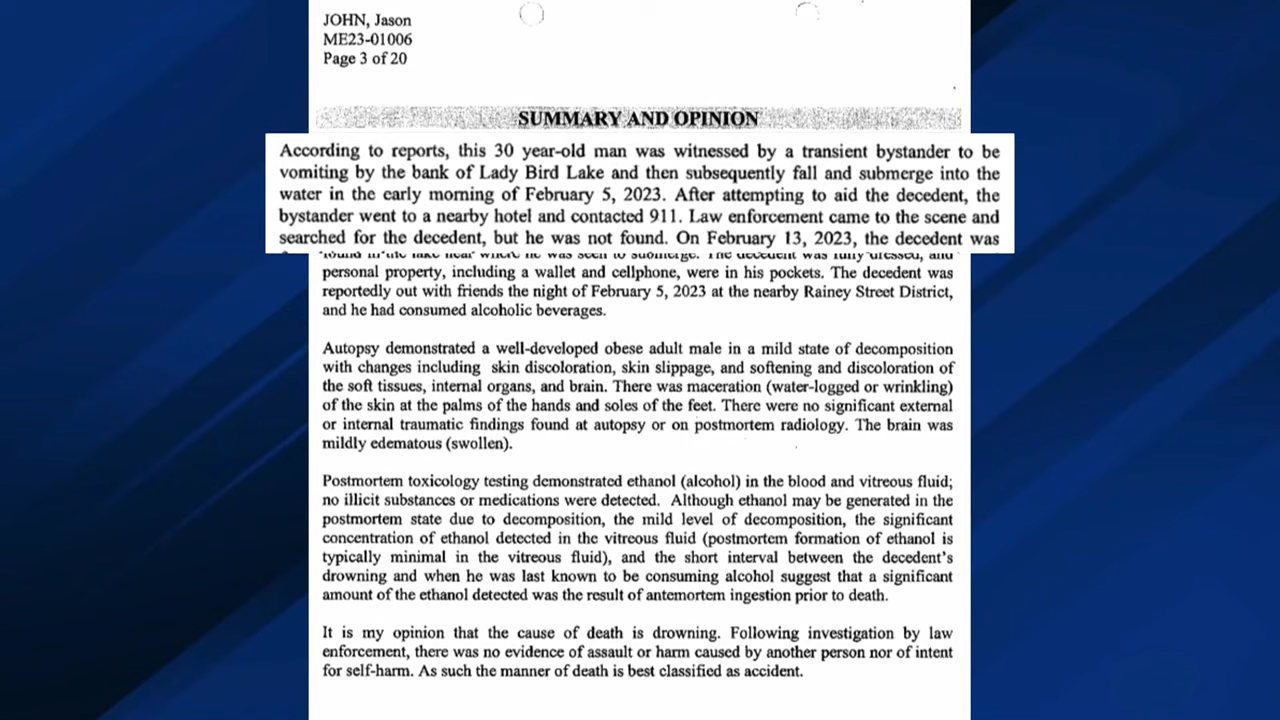 JOHN, Jason
ME23-01006
Page 3 of 20
SUMMARY AND OPINION
According to reports, this 30 year-old man was witnessed by a transient bystander to be
vomiting by the bank of Lady Bird Lake and then subsequently fall and submerge into the
water in the early morning of February 5, 2023. After attempting to aid the decedent, the
bystander went to a nearby hotel and contacted 911. Law enforcement came to the scene and
searched for the decedent, but he was not found. On February 13, 2023, the decedent was
found in the lake near where he was seen to submerge. The decedent was fully dressed, and
personal property, including a wallet and cellphone, were in his pockets. The decedent was
reportedly out with friends the night of February 5, 2023 at the nearby Rainey Street District,
and he had consumed alcoholic beverages.
Autopsy demonstrated a well-developed obese adult male in a mild state of decomposition
with changes including skin discoloration, skin slippage, and softening and discoloration of
the soft tissues, internal organs, and brain. There was maceration (water-logged or wrinkling)
of the skin at the palms of the hands and soles of the feet. There were no significant external
or internal traumatic findings found at autopsy or on postmortem radiology. The brain was
mildly edematous (swollen).
Postmortem toxicology testing demonstrated ethanol (alcohol) in the blood and vitreous fluid;
no illicit substances or medications were detected. Although ethanol may be generated in the
postmortem state due to decomposition, the mild level of decomposition, the significant
concentration of ethanol detected in the vitreous fluid (postmortem formation of ethanol is
typically minimal in the vitreous fluid), and the short interval between the decedent's
drowning and when he was last known to be consuming alcohol suggest that a significant
amount of the ethanol detected was the result of antemortem ingestion prior to death.
It is my opinion that the cause of death is drowning. Following investigation by law
enforcement, there was no evidence of assault or harm caused by another person nor of intent
for self-harm. As such the manner of death is best classified as accident.